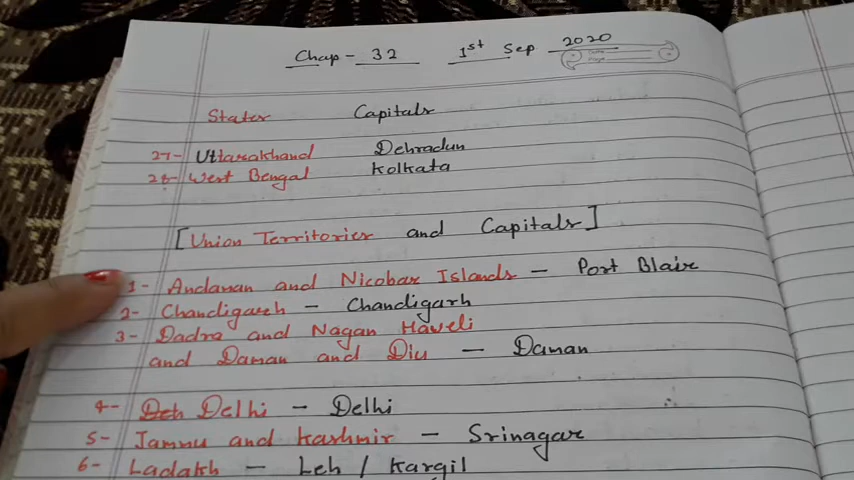 Chap - 32 1st Sep 2020
States Capitals
27- Uttarakhand Dehradun
28- West Bengal Kolkata
[Union Territories and Capitals]
1- Andaman and Nicobar Islands - Port Blair
2- Chandigarh - Chandigarh
3- Dadra and Nagan Haveli
and Daman and Diu - Daman
4- Deh Delhi - Delhi
5- Jammu and Kashmir - Srinagar
6- Ladakh - Leh / Kargil